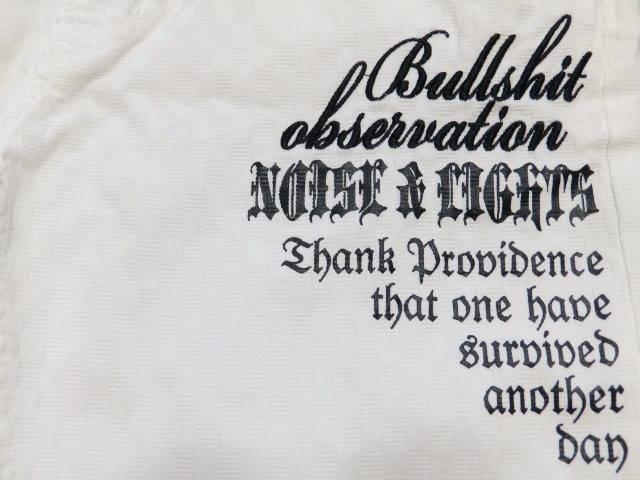 Bullshit
observation
NOISE & LIGHTS
Thank Providence
that one have
survived
another
day